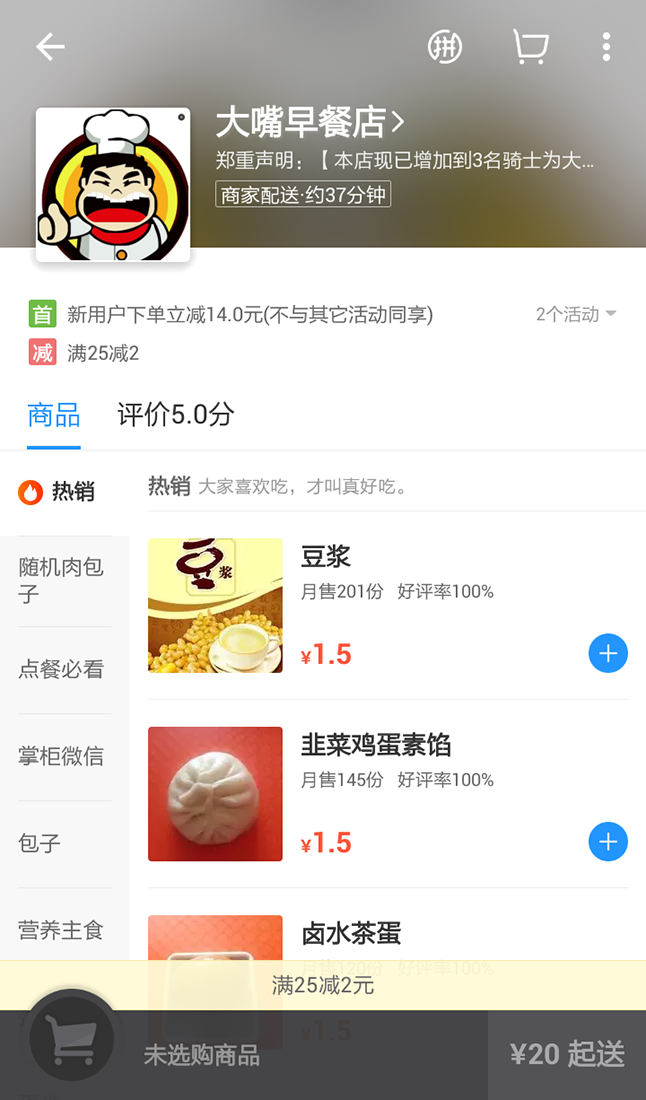 拼
大嘴早餐店
郑重声明:【本店现已增加到3名骑士为大...
商家配送·约37分钟
首 新用户下单立减14.0元(不与其它活动同享) 2个活动
减 满25减2
商品 评价5.0分
热销
热销 大家喜欢吃，才叫真好吃。
随机肉包
子
点餐必看
掌柜微信
包子
营养主食
豆浆
豆浆
月售201份 好评率100%
¥1.5
韭菜鸡蛋素馅
月售145份 好评率100%
¥1.5
卤水茶蛋
月售120份 好评率100%
满25减2元
¥1.5
未选购商品
¥20 起送